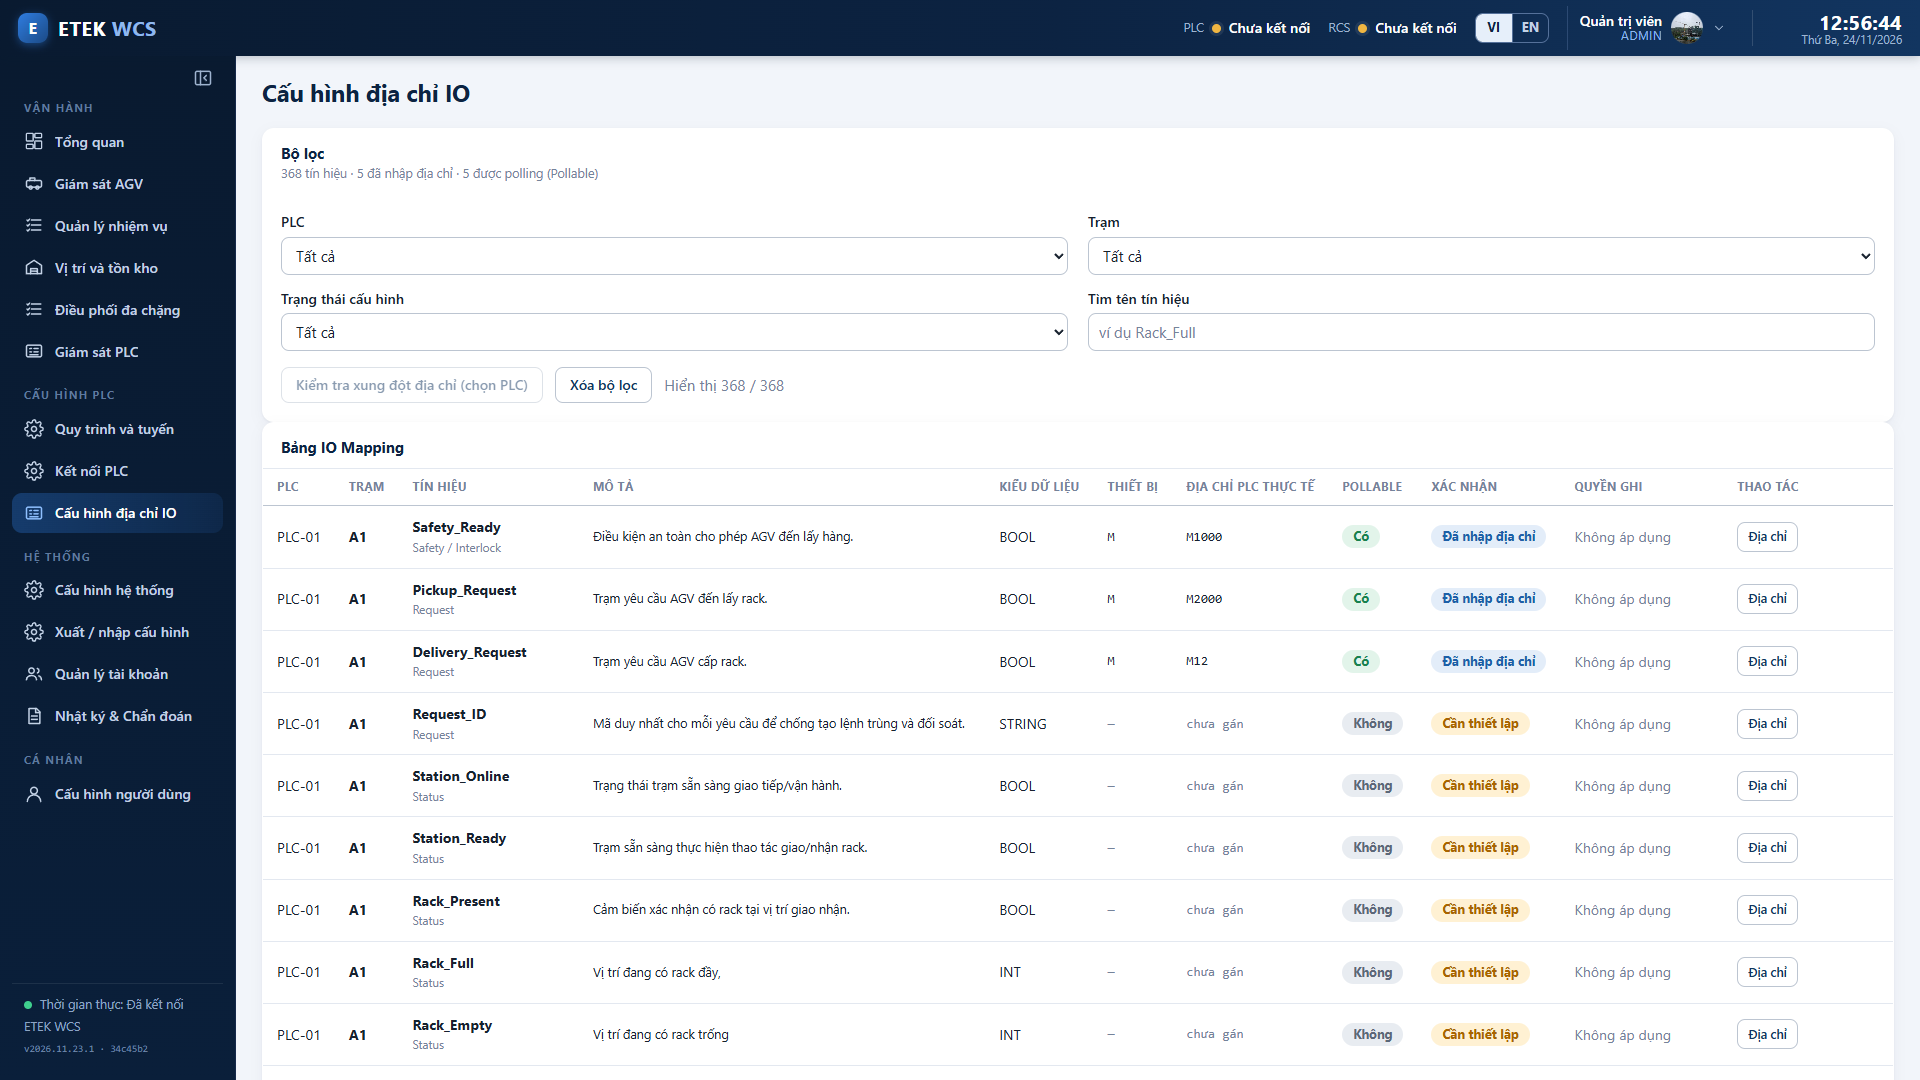 E ETEK WCS
PLC Chưa kết nối RCS Chưa kết nối VI EN
Quản trị viên
ADMIN
12:56:44
Thứ Ba, 24/11/2026
VẬN HÀNH
Tổng quan
Giám sát AGV
Quản lý nhiệm vụ
Vị trí và tồn kho
Điều phối đa chặng
Giám sát PLC
CẤU HÌNH PLC
Quy trình và tuyến
Kết nối PLC
Cấu hình địa chỉ IO
HỆ THỐNG
Cấu hình hệ thống
Xuất / nhập cấu hình
Quản lý tài khoản
Nhật ký & Chẩn đoán
CÁ NHÂN
Cấu hình người dùng
Thời gian thực: Đã kết nối
ETEK WCS
v2026.11.23.1 · 34c45b2
Cấu hình địa chỉ IO
Bộ lọc
368 tín hiệu · 5 đã nhập địa chỉ · 5 được polling (Pollable)
PLC Trạm
Tất cả Tất cả
Trạng thái cấu hình Tìm tên tín hiệu
Tất cả ví dụ Rack_Full
Kiểm tra xung đột địa chỉ (chọn PLC) Xóa bộ lọc Hiển thị 368 / 368
Bảng IO Mapping
PLC TRẠM TÍN HIỆU MÔ TẢ KIỂU DỮ LIỆU THIẾT BỊ ĐỊA CHỈ PLC THỰC TẾ POLLABLE XÁC NHẬN QUYỀN GHI THAO TÁC
PLC-01 A1 Safety_Ready Điều kiện an toàn cho phép AGV đến lấy hàng. BOOL M M1000 Có Đã nhập địa chỉ Không áp dụng Địa chỉ
Safety / Interlock
PLC-01 A1 Pickup_Request Trạm yêu cầu AGV đến lấy rack. BOOL M M2000 Có Đã nhập địa chỉ Không áp dụng Địa chỉ
Request
PLC-01 A1 Delivery_Request Trạm yêu cầu AGV cấp rack. BOOL M M12 Có Đã nhập địa chỉ Không áp dụng Địa chỉ
Request
PLC-01 A1 Request_ID Mã duy nhất cho mỗi yêu cầu để chống tạo lệnh trùng và đối soát. STRING – chưa gán Không Cần thiết lập Không áp dụng Địa chỉ
Request
PLC-01 A1 Station_Online Trạng thái trạm sẵn sàng giao tiếp/vận hành. BOOL – chưa gán Không Cần thiết lập Không áp dụng Địa chỉ
Status
PLC-01 A1 Station_Ready Trạm sẵn sàng thực hiện thao tác giao/nhận rack. BOOL – chưa gán Không Cần thiết lập Không áp dụng Địa chỉ
Status
PLC-01 A1 Rack_Present Cảm biến xác nhận có rack tại vị trí giao nhận. BOOL – chưa gán Không Cần thiết lập Không áp dụng Địa chỉ
Status
PLC-01 A1 Rack_Full Vị trí đang có rack đầy, INT – chưa gán Không Cần thiết lập Không áp dụng Địa chỉ
Status
PLC-01 A1 Rack_Empty Vị trí đang có rack trống INT – chưa gán Không Cần thiết lập Không áp dụng Địa chỉ
Status